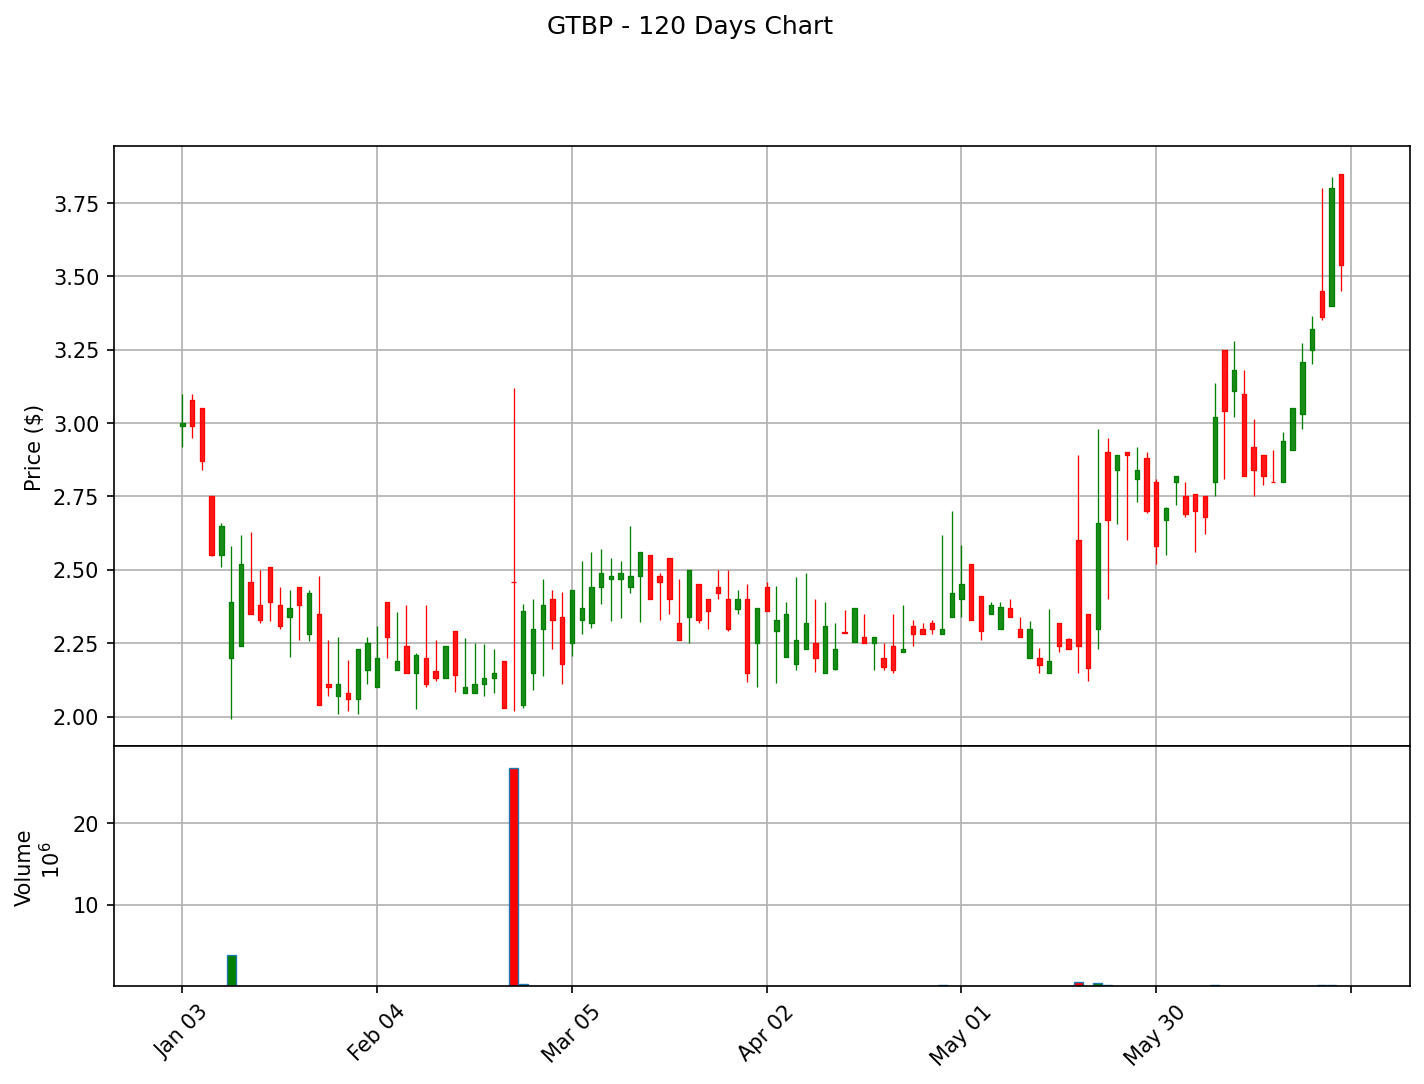 GTBP - 120 Days Chart
Price ($)
3.75
3.50
3.25
3.00
2.75
2.50
2.25
2.00
Volume
10⁶
20
10
Jan 03
Feb 04
Mar 05
Apr 02
May 01
May 30